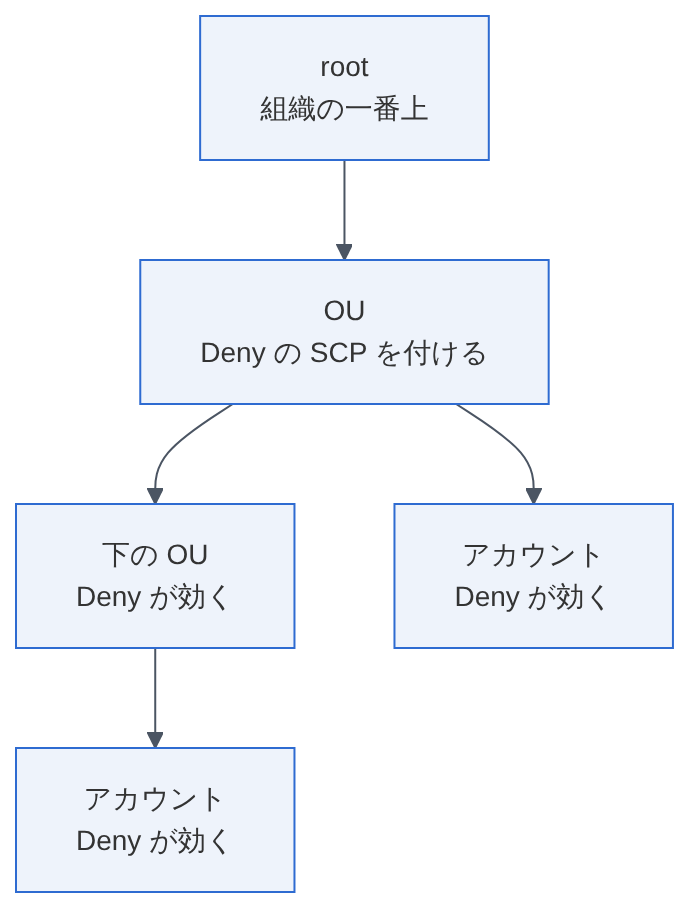 root
組織の一番上
OU
Deny の SCP を付ける
下の OU
Deny が効く
アカウント
Deny が効く
アカウント
Deny が効く